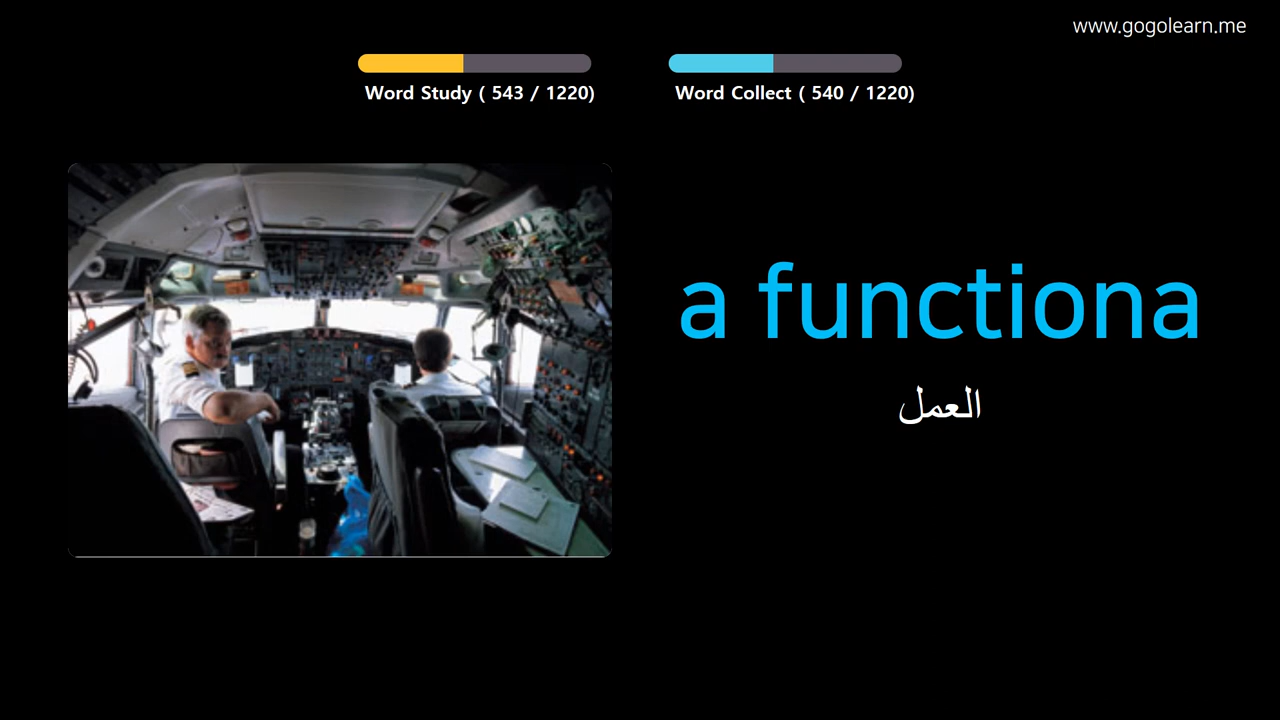 www.gogolearn.me
Word Study ( 543 / 1220)
Word Collect ( 540 / 1220)
a functiona
العمل